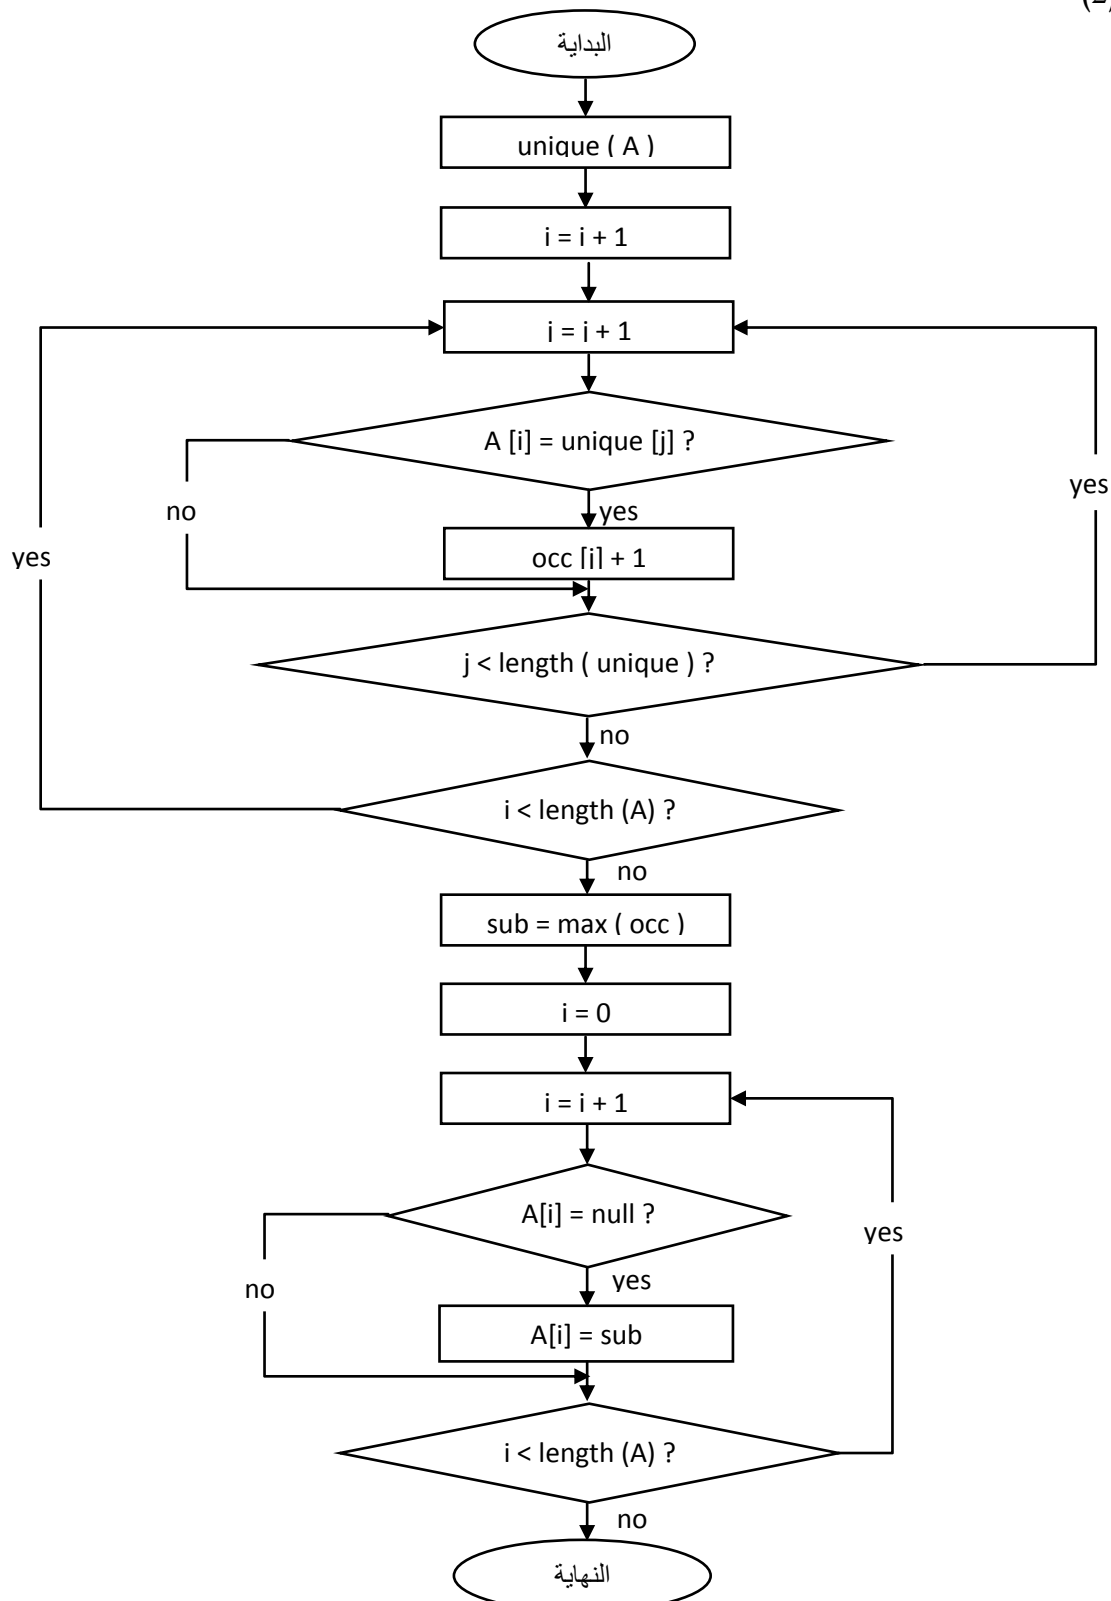 (2)
البداية
unique ( A )
i = i + 1
j = j + 1
A [i] = unique [j] ?
yes
no
yes
yes
occ [j] + 1
j < length ( unique ) ?
no
i < length (A) ?
no
sub = max ( occ )
i = 0
i = i + 1
A[i] = null ?
yes
yes
no
A[i] = sub
i < length (A) ?
no
النهاية